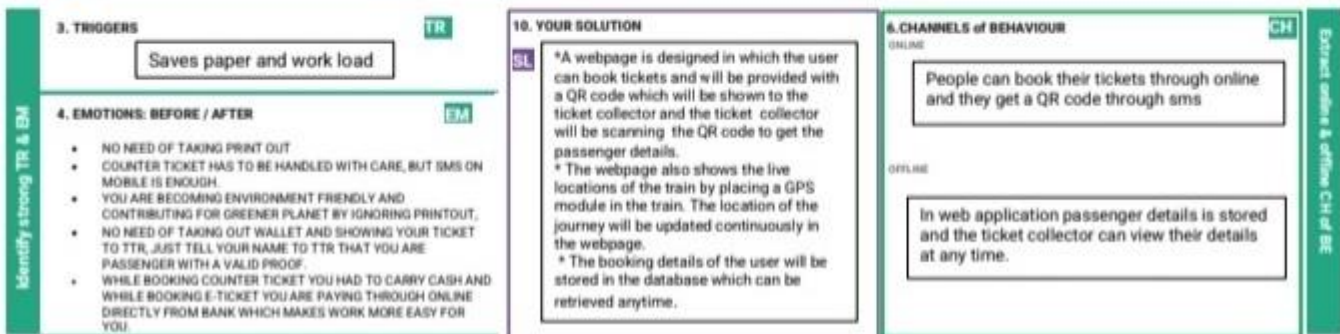 Identify strong TR & EM
3. TRIGGERS
TR
Saves paper and work load
4. EMOTIONS: BEFORE / AFTER
EM
• NO NEED OF TAKING PRINT OUT
• COUNTER TICKET HAS TO BE HANDLED WITH CARE, BUT SMS ON
MOBILE IS ENOUGH.
• YOU ARE BECOMING ENVIRONMENT FRIENDLY AND
CONTRIBUTING FOR GREENER PLANET BY IGNORING PRINTOUT,
• NO NEED OF TAKING OUT WALLET AND SHOWING YOUR TICKET
TO TTR, JUST TELL YOUR NAME TO TTR THAT YOU ARE
PASSENGER WITH A VALID PROOF.
• WHILE BOOKING COUNTER TICKET YOU HAD TO CARRY CASH AND
WHILE BOOKING E-TICKET YOU ARE PAYING THROUGH ONLINE
DIRECTLY FROM BANK WHICH MAKES WORK MORE EASY FOR
YOU.
10. YOUR SOLUTION
SL
*A webpage is designed in which the user
can book tickets and will be provided with
a QR code which will be shown to the
ticket collector and the ticket collector
will be scanning the QR code to get the
passenger details.
* The webpage also shows the live
locations of the train by placing a GPS
module in the train. The location of the
journey will be updated continuously in
the webpage.
* The booking details of the user will be
stored in the database which can be
retrieved anytime.
6.CHANNELS of BEHAVIOUR
CH
ONLINE
People can book their tickets through online
and they get a QR code through sms
OFFLINE
In web application passenger details is stored
and the ticket collector can view their details
at any time.
Extract online & offline CH of BE